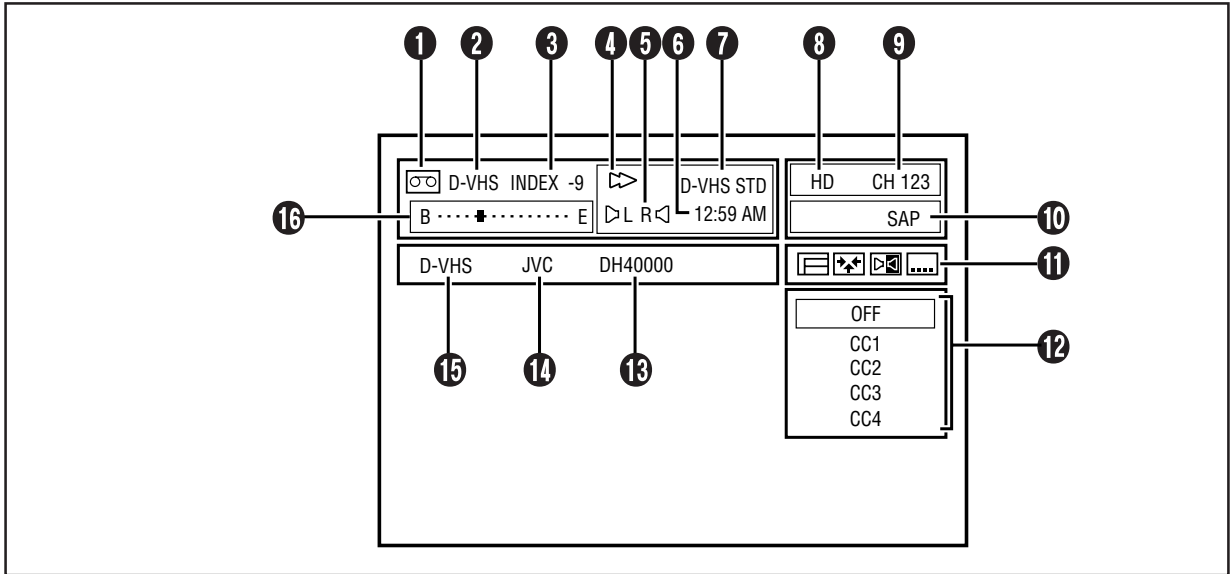 1 2 3 4 5 6 7 8 9
D-VHS INDEX -9 D-VHS STD HD CH 123
16 B E L R 12:59 AM SAP 10
D-VHS JVC DH40000 11
OFF
CC1
CC2
CC3
CC4
12
15 14 13